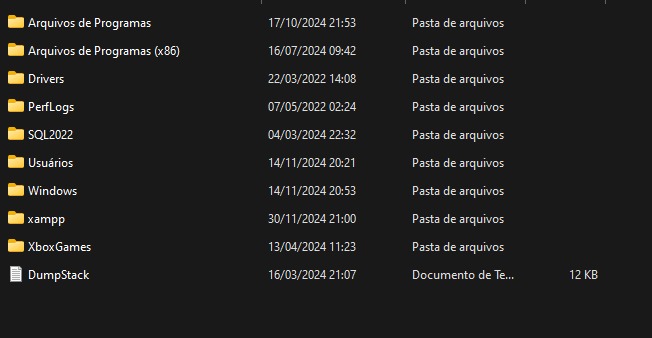 Arquivos de Programas 17/10/2024 21:53 Pasta de arquivos
Arquivos de Programas (x86) 16/07/2024 09:42 Pasta de arquivos
Drivers 22/03/2022 14:08 Pasta de arquivos
PerfLogs 07/05/2022 02:24 Pasta de arquivos
SQL2022 04/03/2024 22:32 Pasta de arquivos
Usuários 14/11/2024 20:21 Pasta de arquivos
Windows 14/11/2024 20:53 Pasta de arquivos
xampp 30/11/2024 21:00 Pasta de arquivos
XboxGames 13/04/2024 11:23 Pasta de arquivos
DumpStack 16/03/2024 21:07 Documento de Te... 12 KB